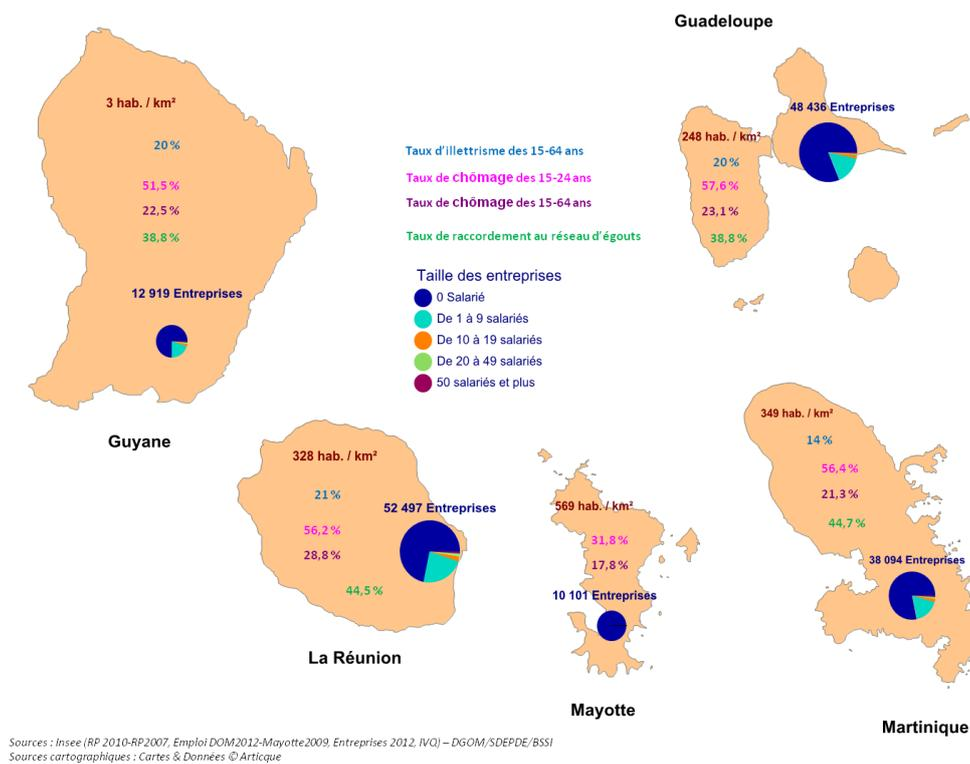 Guadeloupe
3 hab. / km²
20 %
51,5 %
22,5 %
38,8 %
12 919 Entreprises
Guyane
Taux d'illettrisme des 15-64 ans
Taux de chômage des 15-24 ans
Taux de chômage des 15-64 ans
Taux de raccordement au réseau d'égouts
Taille des entreprises
0 Salarié
De 1 à 9 salariés
De 10 à 19 salariés
De 20 à 49 salariés
50 salariés et plus
48 436 Entreprises
248 hab. / km²
20 %
57,6 %
23,1 %
38,8 %
328 hab. / km²
21 %
52 497 Entreprises
56,2 %
28,8 %
44,5 %
La Réunion
569 hab. / km²
31,8 %
17,8 %
10 101 Entreprises
Mayotte
349 hab. / km²
14 %
56,4 %
21,3 %
44,7 %
38 094 Entreprises
Martinique
Sources : Insee (RP 2010-RP2007, Emploi DOM2012-Mayotte2009, Entreprises 2012, IVQ) – DGOM/SDEPDE/BSSI
Sources cartographiques : Cartes & Données © Articque